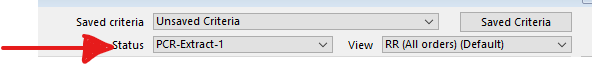 Saved criteria Unsaved Criteria Saved Criteria
Status PCR-Extract-1 View RR (All orders) (Default)